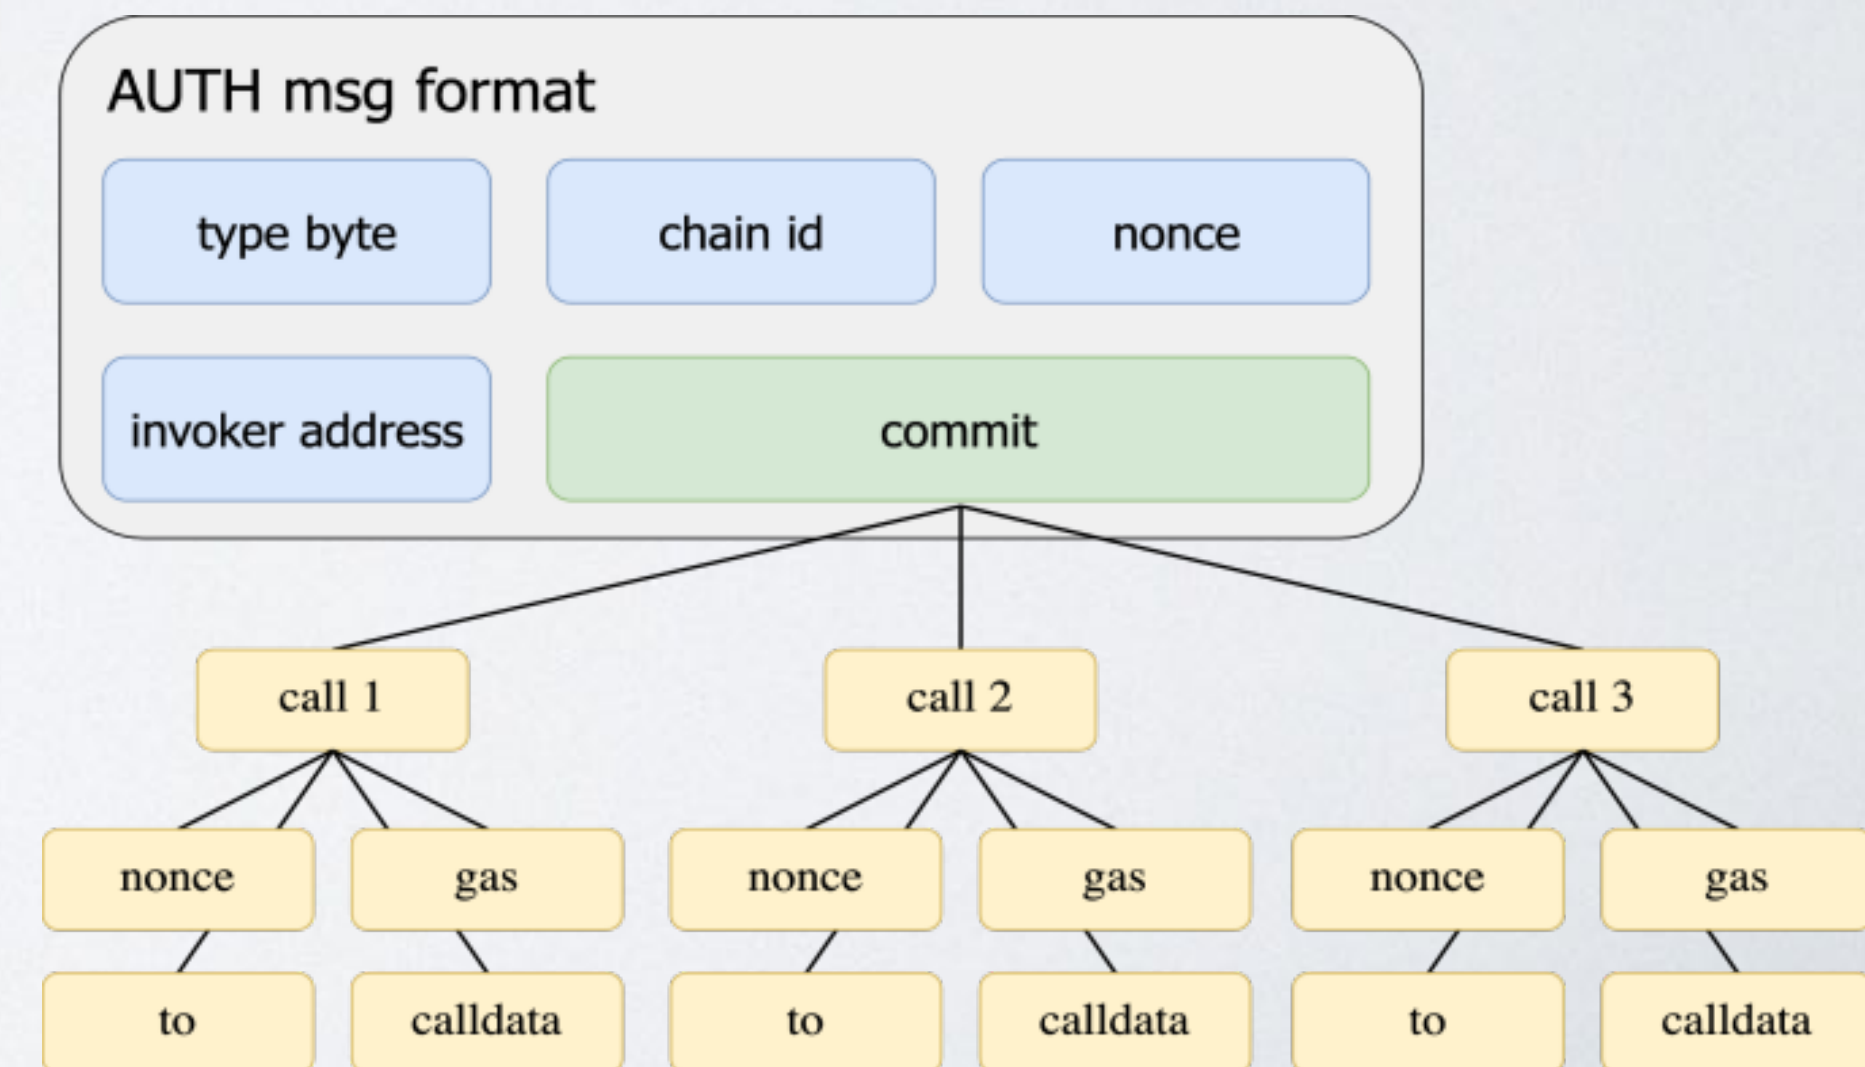 AUTH msg format
type byte
chain id
nonce
invoker address
commit
call 1
call 2
call 3
nonce
gas
nonce
gas
nonce
gas
to
calldata
to
calldata
to
calldata